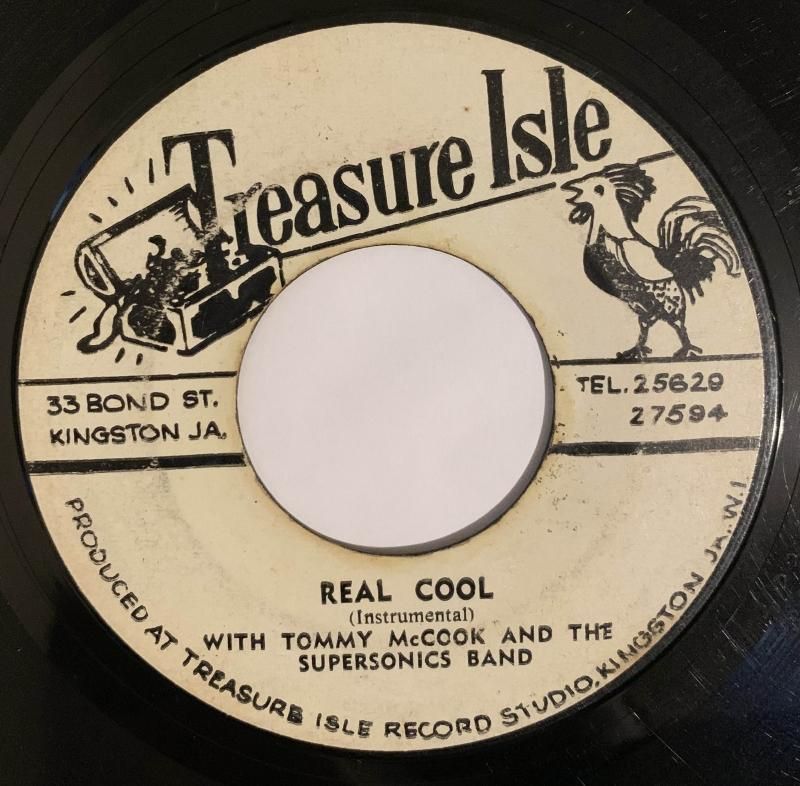 Treasure Isle
33 BOND ST.
KINGSTON JA.
TEL. 25629
27594
REAL COOL
(Instrumental)
WITH TOMMY McCOOK AND THE
SUPERSONICS BAND
PRODUCED AT TREASURE ISLE RECORD STUDIO, KINGSTON JA. W.I.